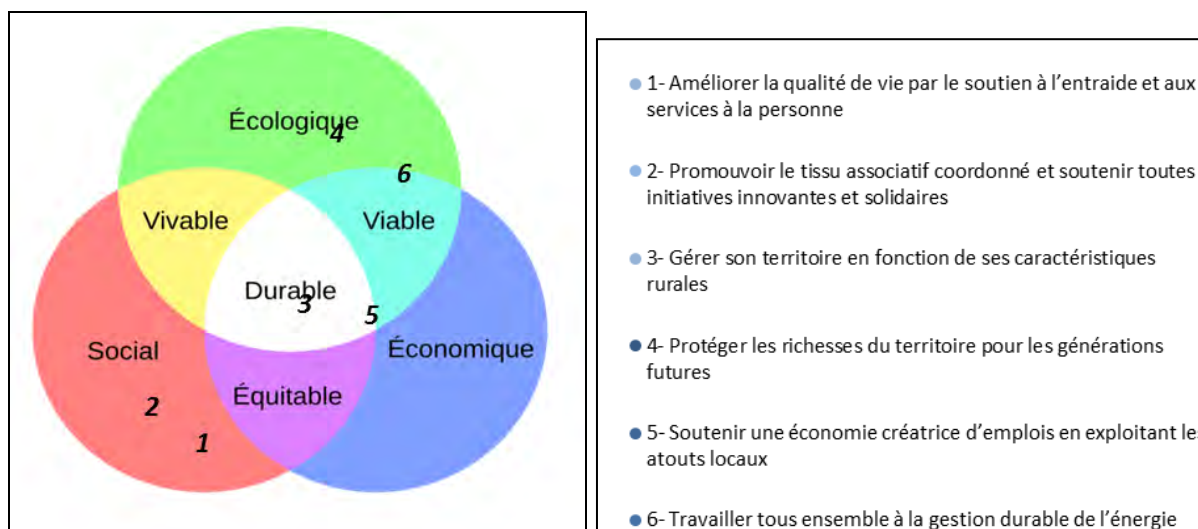 Écologique
4
6
Vivable
Viable
Durable
3
5
Social
Économique
Équitable
2
1
1- Améliorer la qualité de vie par le soutien à l'entraide et aux
services à la personne
2- Promouvoir le tissu associatif coordonné et soutenir toutes
initiatives innovantes et solidaires
3- Gérer son territoire en fonction de ses caractéristiques
rurales
4- Protéger les richesses du territoire pour les générations
futures
5- Soutenir une économie créatrice d'emplois en exploitant les
atouts locaux
6- Travailler tous ensemble à la gestion durable de l'énergie